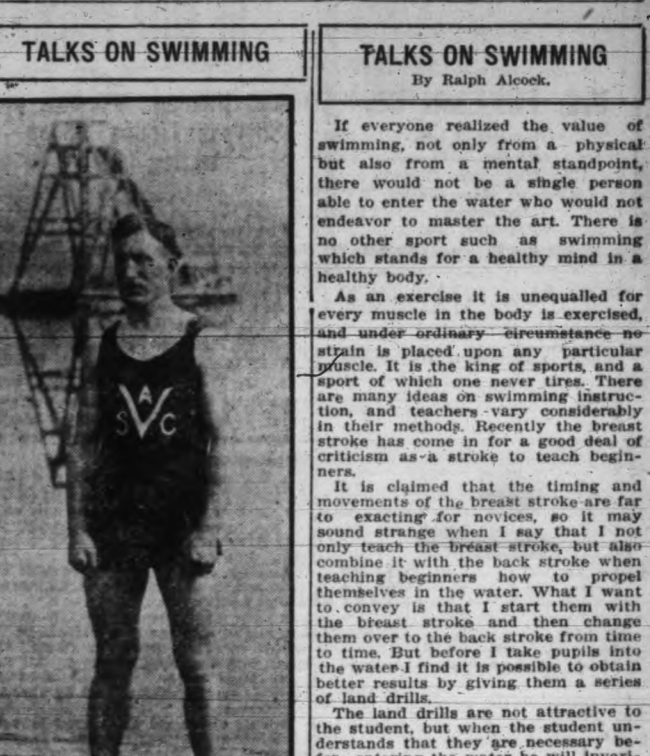 TALKS ON SWIMMING
A
S V C
TALKS ON SWIMMING
By Ralph Alcock.
If everyone realized the value of
swimming, not only from a physical
but also from a mental standpoint,
there would not be a single person
able to enter the water who would not
endeavor to master the art. There is
no other sport such as swimming
which stands for a healthy mind in a
healthy body.
As an exercise it is unequalled for
every muscle in the body is exercised,
and under ordinary circumstance no
strain is placed upon any particular
muscle. It is the king of sports, and a
sport of which one never tires. There
are many ideas on swimming instruc-
tion, and teachers vary considerably
in their methods. Recently the breast
stroke has come in for a good deal of
criticism as a stroke to teach begin-
ners.
It is claimed that the timing and
movements of the breast stroke are far
to exacting for novices, so it may
sound strange when I say that I not
only teach the breast stroke, but also
combine it with the back stroke when
teaching beginners how to propel
themselves in the water. What I want
to convey is that I start them with
the breast stroke and then change
them over to the back stroke from time
to time. But before I take pupils into
the water I find it is possible to obtain
better results by giving them a series
of land drills.
The land drills are not attractive to
the student, but when the student un-
derstands that they are necessary be-